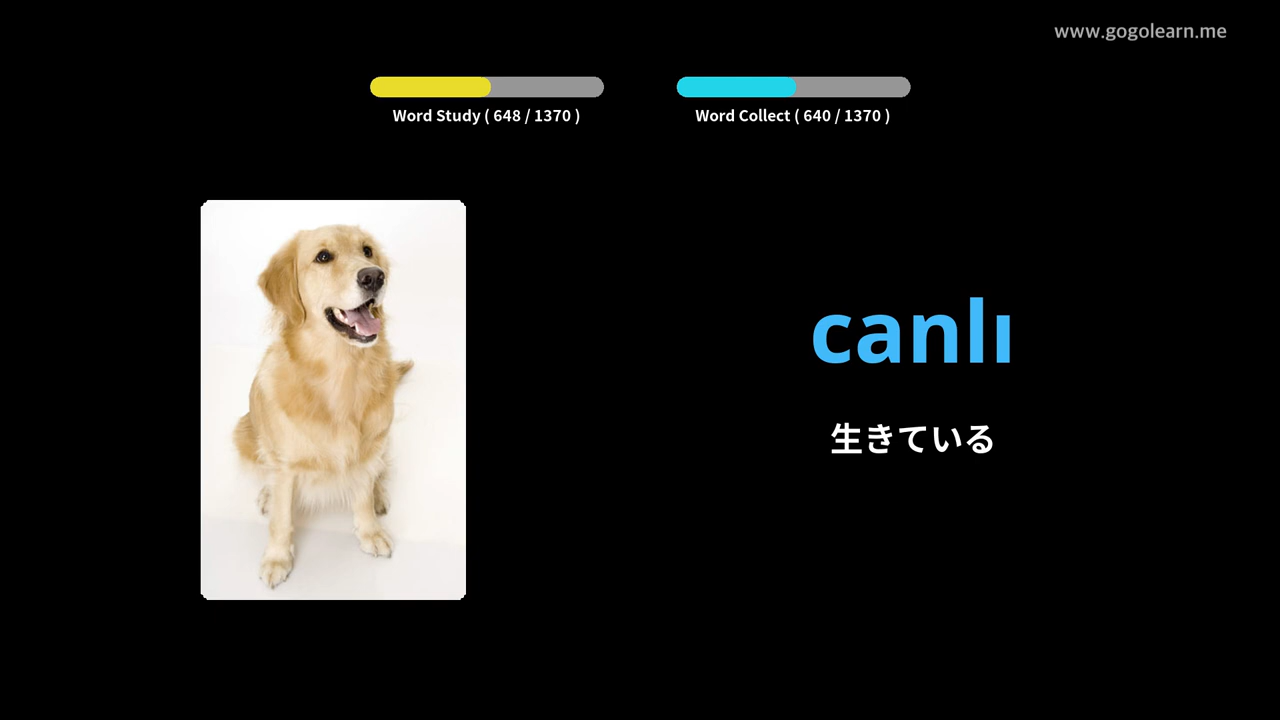 www.gogolearn.me
Word Study ( 648 / 1370 )
Word Collect ( 640 / 1370 )
canlı
生きている